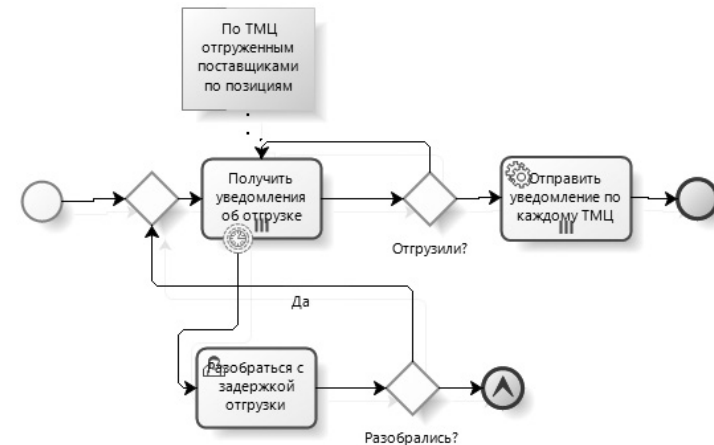 По ТМЦ
отгруженным
поставщиками
по позициям
Получить
уведомления
об отгрузке
Отгрузили?
Отправить
уведомление по
каждому ТМЦ
Да
Разобраться с
задержкой
отгрузки
Разобрались?